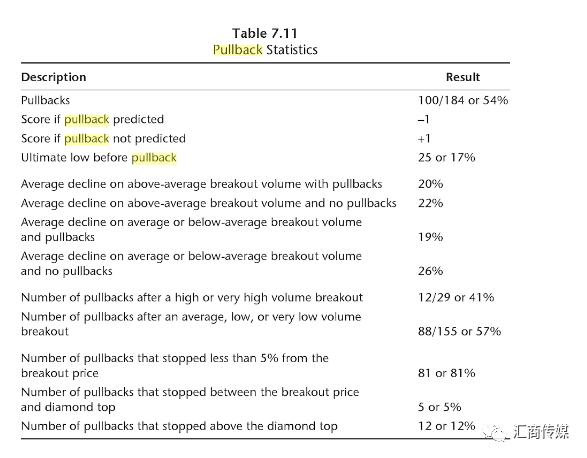 Table 7.11
Pullback Statistics
Description Result
Pullbacks 100/184 or 54%
Score if pullback predicted –1
Score if pullback not predicted +1
Ultimate low before pullback 25 or 17%
Average decline on above-average breakout volume with pullbacks 20%
Average decline on above-average breakout volume and no pullbacks 22%
Average decline on average or below-average breakout volume
and pullbacks 19%
Average decline on average or below-average breakout volume
and no pullbacks 26%
Number of pullbacks after a high or very high volume breakout 12/29 or 41%
Number of pullbacks after an average, low, or very low volume
breakout 88/155 or 57%
Number of pullbacks that stopped less than 5% from the
breakout price 81 or 81%
Number of pullbacks that stopped between the breakout price
and diamond top 5 or 5%
Number of pullbacks that stopped above the diamond top 12 or 12%
汇商传媒